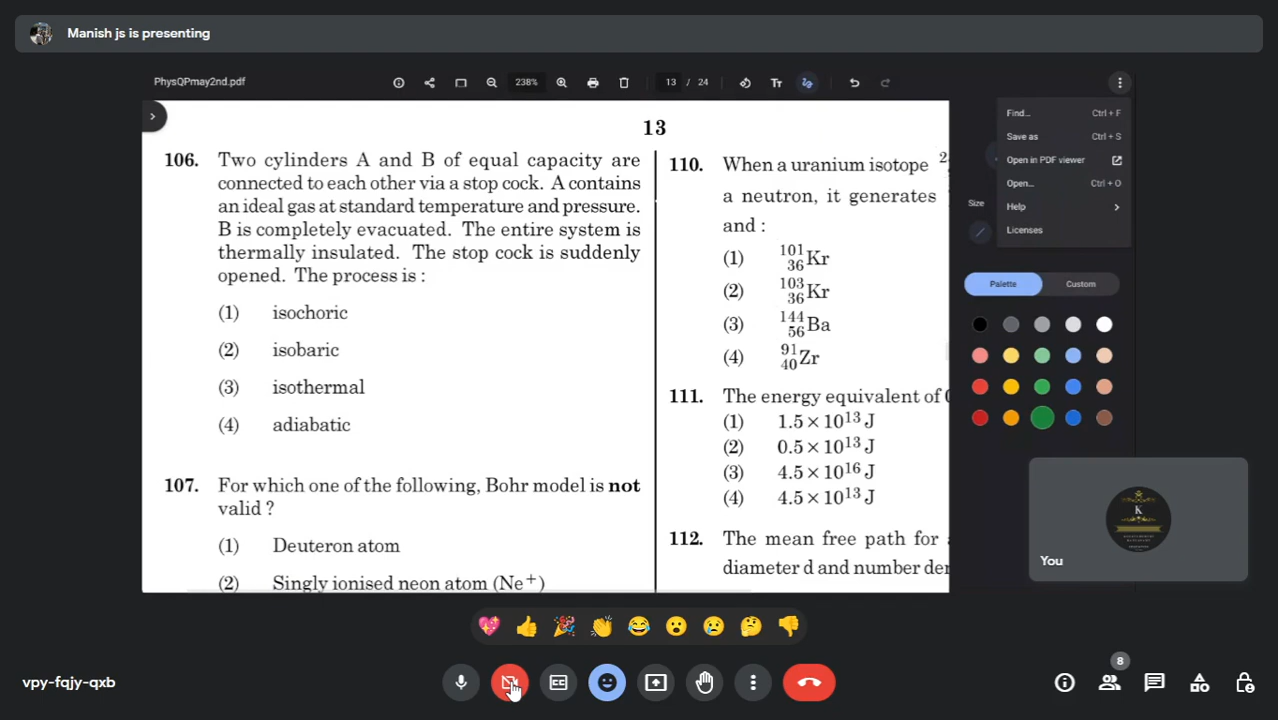 Manish js is presenting
PhysQPmay2nd.pdf
238%
13 / 24
13
106. Two cylinders A and B of equal capacity are
connected to each other via a stop cock. A contains
an ideal gas at standard temperature and pressure.
B is completely evacuated. The entire system is
thermally insulated. The stop cock is suddenly
opened. The process is :
(1) isochoric
(2) isobaric
(3) isothermal
(4) adiabatic
107. For which one of the following, Bohr model is not
valid ?
(1) Deuteron atom
(2) Singly ionised neon atom (Ne⁺)
110. When a uranium isotope
a neutron, it generates
and :
(1) ¹⁰¹₃₆Kr
(2) ¹⁰³₃₆Kr
(3) ¹⁴⁴₅₆Ba
(4) ⁹¹₄₀Zr
111. The energy equivalent of
(1) 1.5 × 10¹³ J
(2) 0.5 × 10¹³ J
(3) 4.5 × 10¹⁶ J
(4) 4.5 × 10¹³ J
112. The mean free path for
diameter d and number den
Find... Ctrl + F
Save as Ctrl + S
Open in PDF viewer
Open... Ctrl + O
Help
Licenses
Size
Palette Custom
K
You
vpy-fqjy-qxb
8